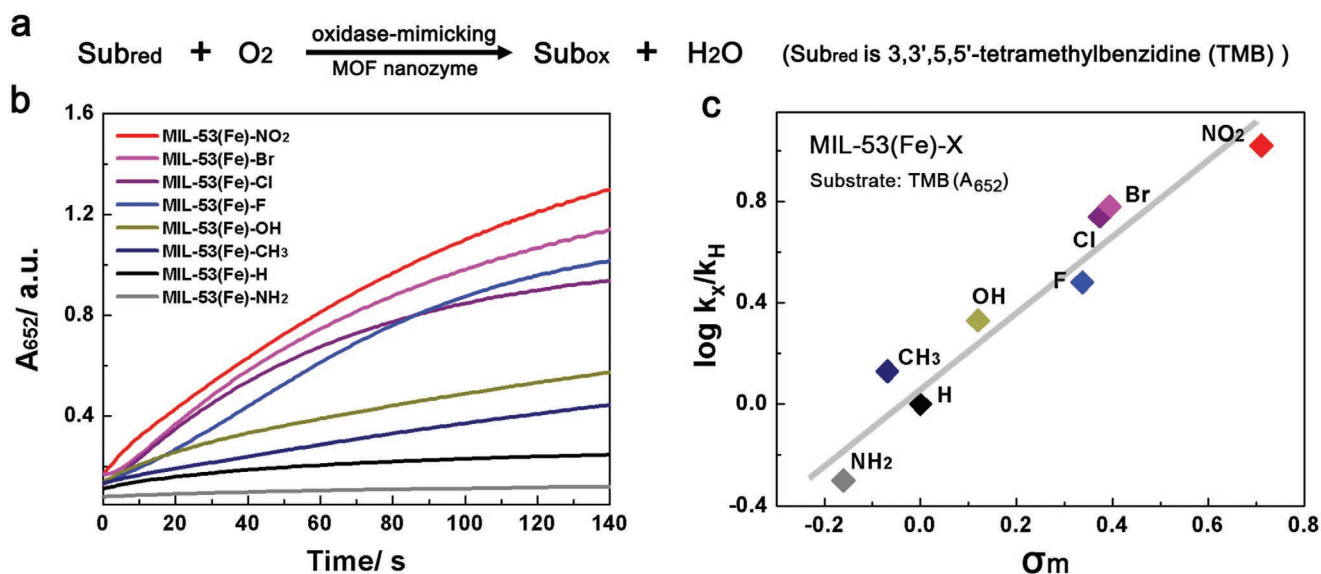 a
Subred + O2 oxidase-mimicking MOF nanozyme Subox + H2O (Subred is 3,3',5,5'-tetramethylbenzidine (TMB) )
b
1.6
1.2
0.8
0.4
A652/ a.u.
MIL-53(Fe)-NO2
MIL-53(Fe)-Br
MIL-53(Fe)-Cl
MIL-53(Fe)-F
MIL-53(Fe)-OH
MIL-53(Fe)-CH3
MIL-53(Fe)-H
MIL-53(Fe)-NH2
0 20 40 60 80 100 120 140
Time/ s
c
MIL-53(Fe)-X
Substrate: TMB (A652)
NO2
Br
Cl
F
OH
CH3
H
NH2
0.8
0.4
0.0
-0.4
log kx/kH
-0.2 0.0 0.2 0.4 0.6 0.8
σm